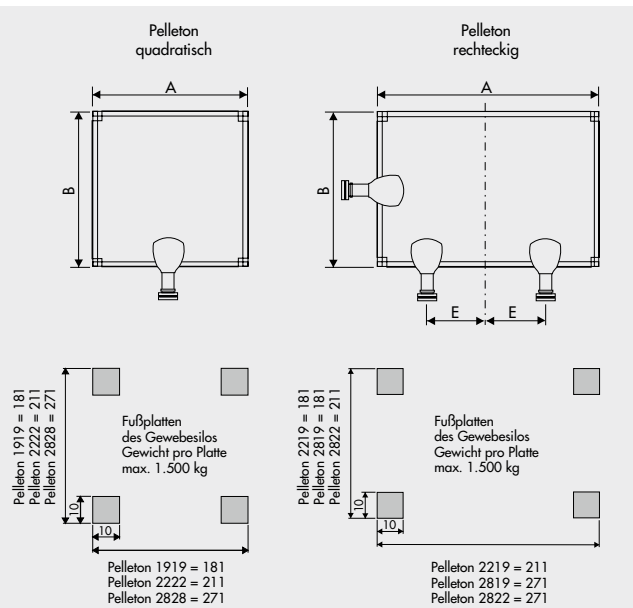 Pelleton
quadratisch
A
B
Pelleton
rechteckig
A
B
E
E
Pelleton 1919 = 181
Pelleton 2222 = 211
Pelleton 2828 = 271
Fußplatten
des Gewebesilos
Gewicht pro Platte
max. 1.500 kg
10
10
Pelleton 1919 = 181
Pelleton 2222 = 211
Pelleton 2828 = 271
Pelleton 2219 = 181
Pelleton 2819 = 181
Pelleton 2822 = 211
Fußplatten
des Gewebesilos
Gewicht pro Platte
max. 1.500 kg
10
10
Pelleton 2219 = 211
Pelleton 2819 = 271
Pelleton 2822 = 271